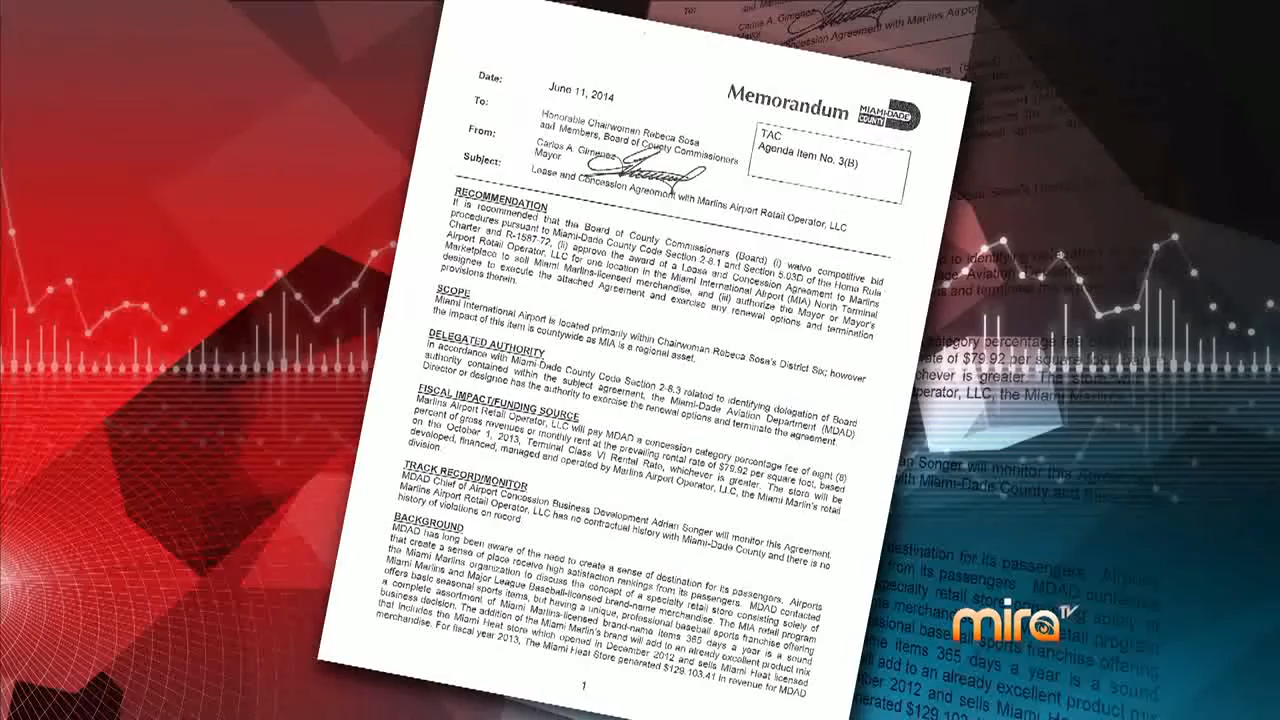 Memorandum
MIAMI-DADE
COUNTY
Date:
June 11, 2014
To:
Honorable Chairwoman Rebeca Sosa
and Members, Board of County Commissioners
From:
Carlos A. Gimenez
Mayor
Subject:
Lease and Concession Agreement with Marlins Airport Retail Operator, LLC
TAC
Agenda Item No. 3(B)
RECOMMENDATION
It is recommended that the Board of County Commissioners (Board) (i) waive competitive bid
procedures pursuant to Miami-Dade County Code Section 2-8.1 and Section 5.03D of the Home Rule
Charter and R-1587-72, (ii) approve the award of a Lease and Concession Agreement to Marlins
Airport Retail Operator, LLC for one location in the Miami International Airport (MIA) North Terminal
Marketplace to sell Miami Marlins-licensed merchandise, and (iii) authorize the Mayor or Mayor's
designee to execute the attached Agreement and exercise any renewal options and termination
provisions therein.
SCOPE
Miami International Airport is located primarily within Chairwoman Rebeca Sosa's District Six; however
the impact of this item is countywide as MIA is a regional asset.
DELEGATED AUTHORITY
In accordance with Miami-Dade County Code Section 2-8.3 related to identifying delegation of Board
authority contained within the subject agreement, the Miami-Dade Aviation Department (MDAD)
Director or designee has the authority to exercise the renewal options and terminate the agreement.
FISCAL IMPACT/FUNDING SOURCE
Marlins Airport Retail Operator, LLC will pay MDAD a concession category percentage fee of eight (8)
percent of gross revenues or monthly rent at the prevailing rental rate of $79.92 per square foot, based
on the October 1, 2013, Terminal Class VI Rental Rate, whichever is greater. The store will be
developed, financed, managed and operated by Marlins Airport Operator, LLC, the Miami Marlin's retail
division.
TRACK RECORD/MONITOR
MDAD Chief of Airport Concession Business Development Adrian Songer will monitor this Agreement.
Marlins Airport Retail Operator, LLC has no contractual history with Miami-Dade County and there is no
history of violations on record.
BACKGROUND
MDAD has long been aware of the need to create a sense of destination for its passengers. Airports
that create a sense of place receive high satisfaction rankings from its passengers. MDAD contacted
the Miami Marlins organization to discuss the concept of a specialty retail store consisting solely of
Miami Marlins and Major League Baseball-licensed brand-name merchandise. The MIA retail program
offers basic seasonal sports items, but having a unique, professional baseball sports franchise offering
a complete assortment of Miami Marlins-licensed brand-name items 365 days a year is a sound
business decision. The addition of the Miami Marlin's brand will add to an already excellent product mix
that includes the Miami Heat store which opened in December 2012 and sells Miami Heat licensed
merchandise. For fiscal year 2013, The Miami Heat Store generated $129,103.41 in revenue for MDAD
1
mira TV